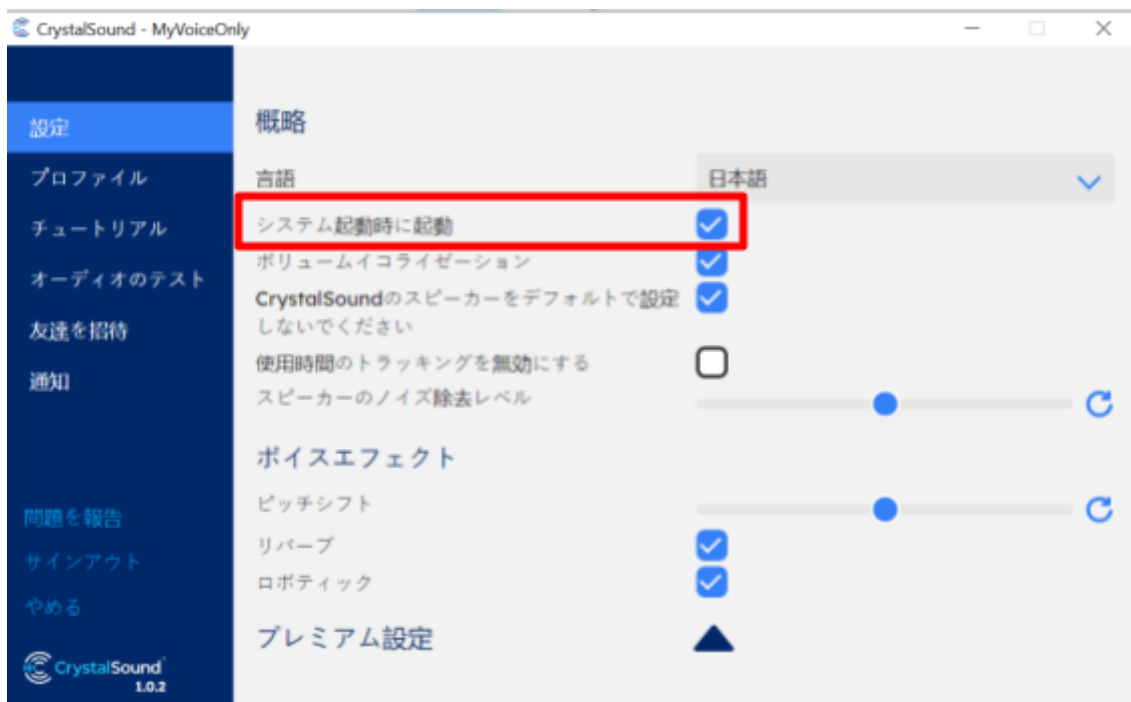 CrystalSound - MyVoiceOnly
設定
プロファイル
チュートリアル
オーディオのテスト
友達を招待
通知
問題を報告
サインアウト
やめる
CrystalSound
1.0.2
概略
言語
日本語
システム起動時に起動
ボリュームイコライゼーション
CrystalSoundのスピーカーをデフォルトで設定
しないでください
使用時間のトラッキングを無効にする
スピーカーのノイズ除去レベル
ボイスエフェクト
ピッチシフト
リバーブ
ロボティック
プレミアム設定